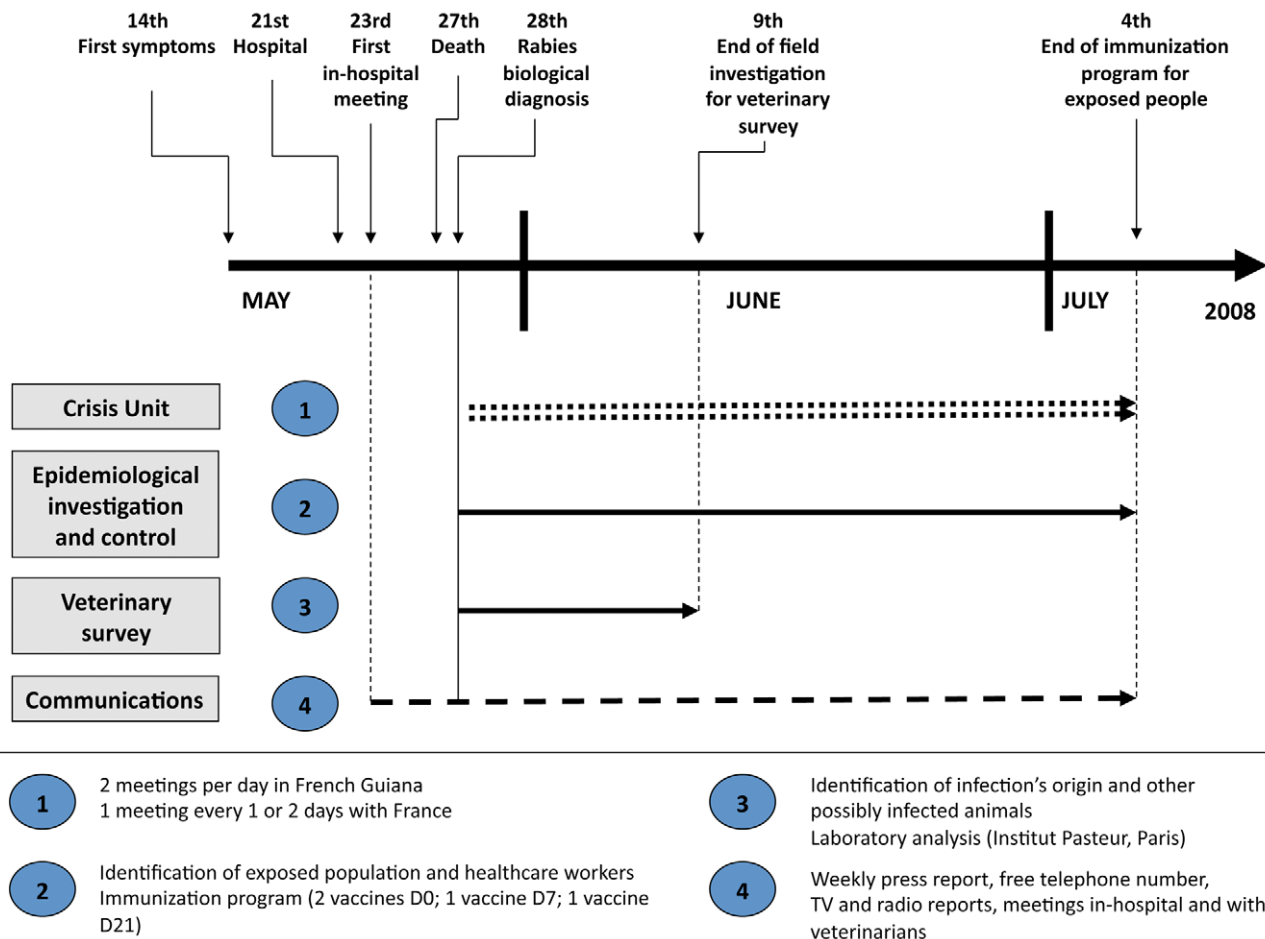 14th
First symptoms
21st
Hospital
23rd
First
in-hospital
meeting
27th
Death
28th
Rabies
biological
diagnosis
9th
End of field
investigation
for veterinary
survey
4th
End of immunization
program for
exposed people
MAY
JUNE
JULY
2008
Crisis Unit
1
Epidemiological
investigation
and control
2
Veterinary
survey
3
Communications
4
1
2 meetings per day in French Guiana
1 meeting every 1 or 2 days with France
2
Identification of exposed population and healthcare workers
Immunization program (2 vaccines D0; 1 vaccine D7; 1 vaccine
D21)
3
Identification of infection's origin and other
possibly infected animals
Laboratory analysis (Institut Pasteur, Paris)
4
Weekly press report, free telephone number,
TV and radio reports, meetings in-hospital and with
veterinarians